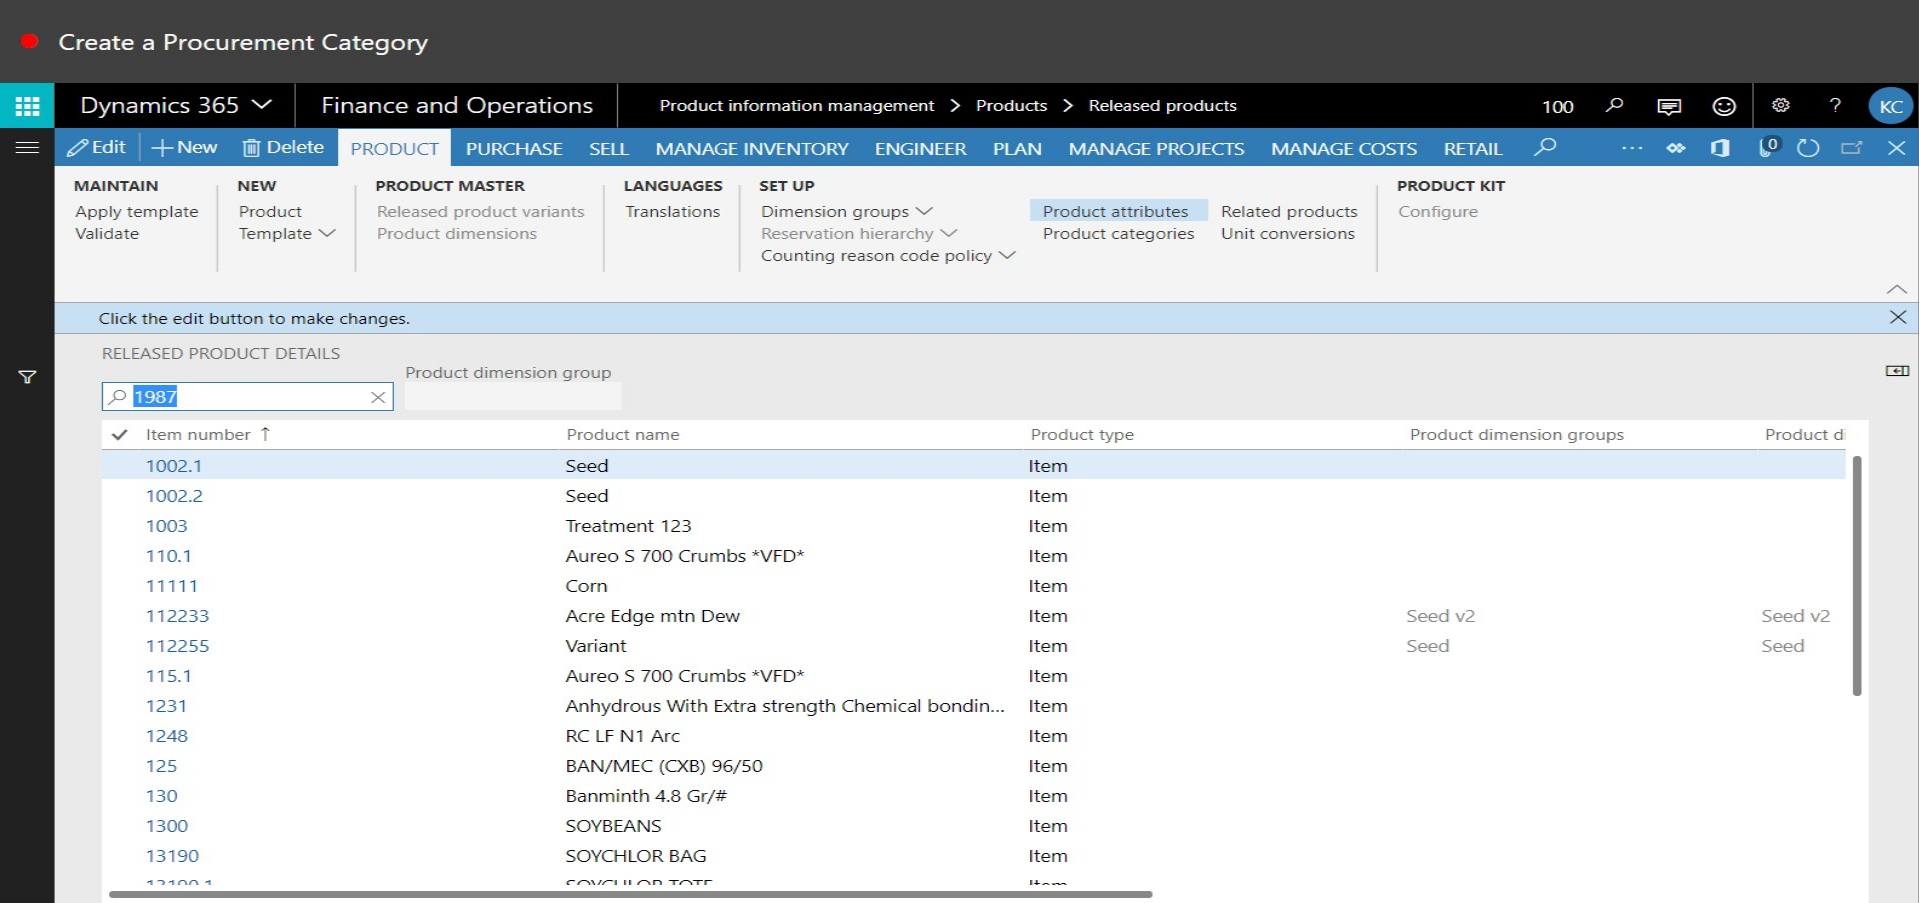 Create a Procurement Category
Dynamics 365 Finance and Operations Product information management > Products > Released products 100 ? KC
Edit New Delete PRODUCT PURCHASE SELL MANAGE INVENTORY ENGINEER PLAN MANAGE PROJECTS MANAGE COSTS RETAIL ... 0
MAINTAIN NEW PRODUCT MASTER LANGUAGES SET UP PRODUCT KIT
Apply template Product Released product variants Translations Dimension groups Product attributes Related products Configure
Validate Template Product dimensions Reservation hierarchy Product categories Unit conversions
Counting reason code policy
Click the edit button to make changes.
RELEASED PRODUCT DETAILS
Product dimension group
1987
Item number ↑ Product name Product type Product dimension groups Product di
1002.1 Seed Item
1002.2 Seed Item
1003 Treatment 123 Item
110.1 Aureo S 700 Crumbs *VFD* Item
11111 Corn Item
112233 Acre Edge mtn Dew Item Seed v2 Seed v2
112255 Variant Item Seed Seed
115.1 Aureo S 700 Crumbs *VFD* Item
1231 Anhydrous With Extra strength Chemical bondin... Item
1248 RC LF N1 Arc Item
125 BAN/MEC (CXB) 96/50 Item
130 Banminth 4.8 Gr/# Item
1300 SOYBEANS Item
13190 SOYCHLOR BAG Item
13190.1 SOYCHLOR TOTE Item